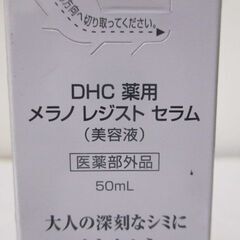 方向へ切り取ってください。
DHC 薬用
メラノ レジスト セラム
(美容液)
医薬部外品
50mL
大人の深刻なシミに